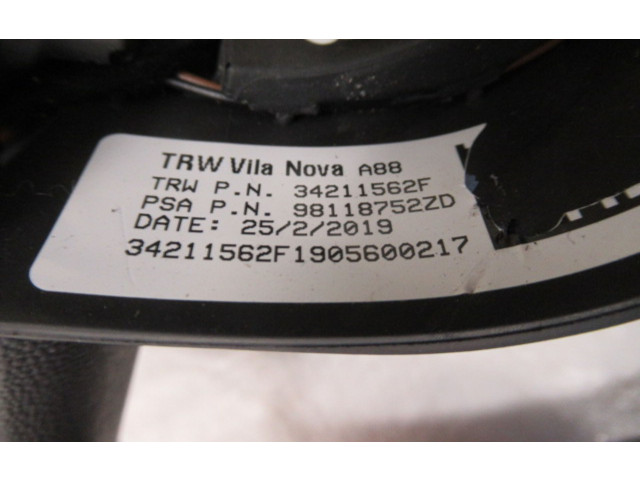 TRW Vila Nova A88
TRW P.N. 34211562F
PSA P.N. 98118752ZD
DATE: 25/2/2019
34211562F1905600217